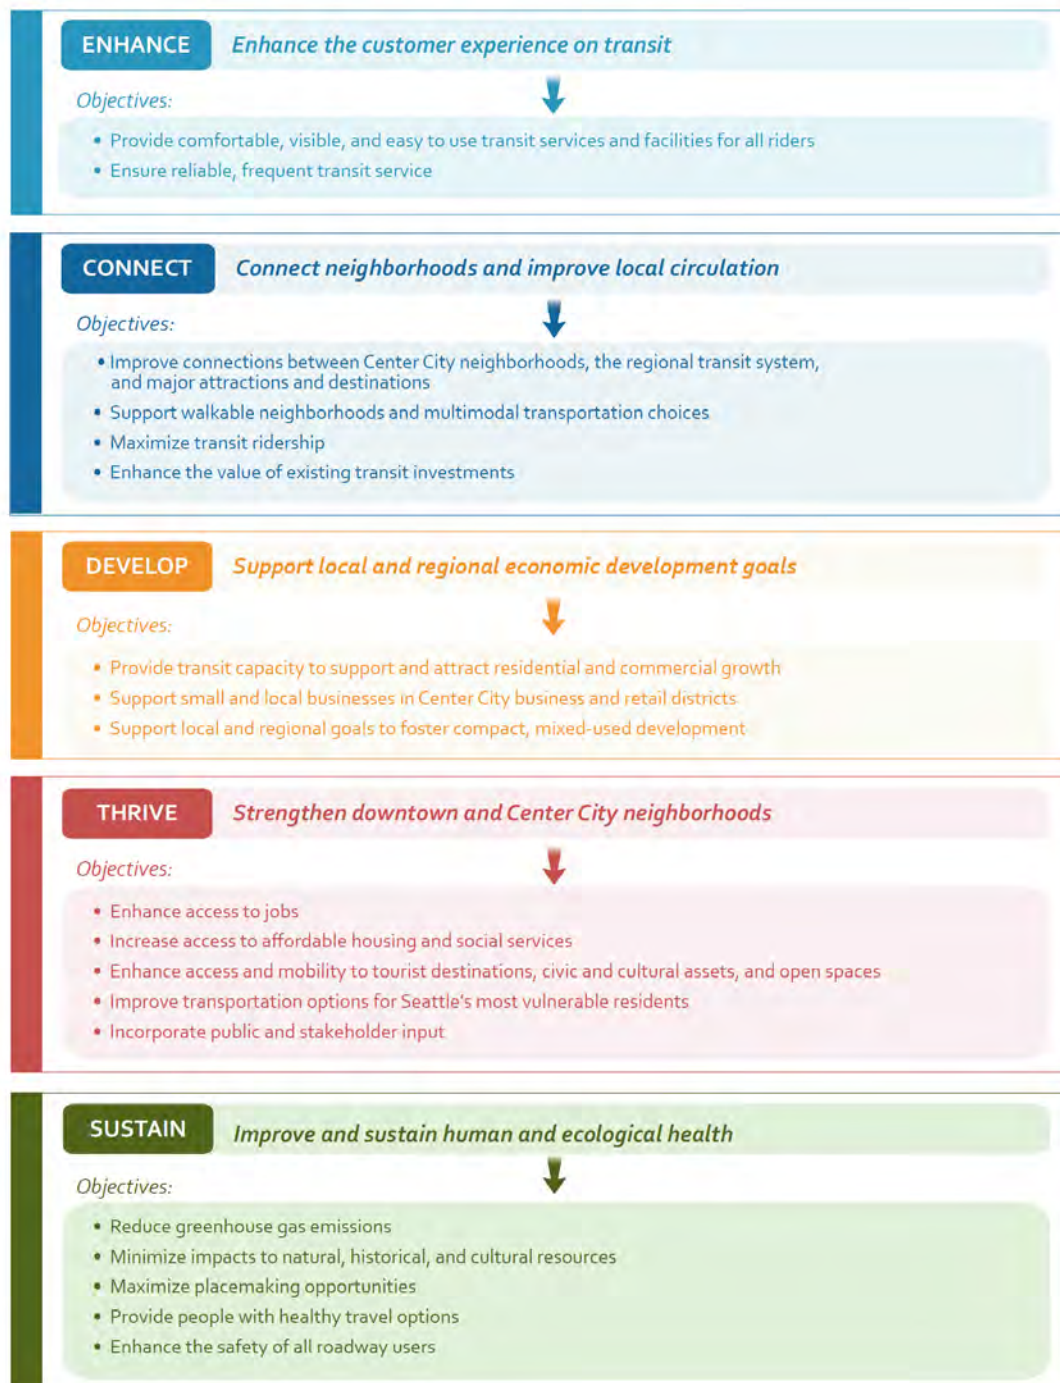 ENHANCE Enhance the customer experience on transit
Objectives:
• Provide comfortable, visible, and easy to use transit services and facilities for all riders
• Ensure reliable, frequent transit service
CONNECT Connect neighborhoods and improve local circulation
Objectives:
• Improve connections between Center City neighborhoods, the regional transit system,
and major attractions and destinations
• Support walkable neighborhoods and multimodal transportation choices
• Maximize transit ridership
• Enhance the value of existing transit investments
DEVELOP Support local and regional economic development goals
Objectives:
• Provide transit capacity to support and attract residential and commercial growth
• Support small and local businesses in Center City business and retail districts
• Support local and regional goals to foster compact, mixed-used development
THRIVE Strengthen downtown and Center City neighborhoods
Objectives:
• Enhance access to jobs
• Increase access to affordable housing and social services
• Enhance access and mobility to tourist destinations, civic and cultural assets, and open spaces
• Improve transportation options for Seattle's most vulnerable residents
• Incorporate public and stakeholder input
SUSTAIN Improve and sustain human and ecological health
Objectives:
• Reduce greenhouse gas emissions
• Minimize impacts to natural, historical, and cultural resources
• Maximize placemaking opportunities
• Provide people with healthy travel options
• Enhance the safety of all roadway users